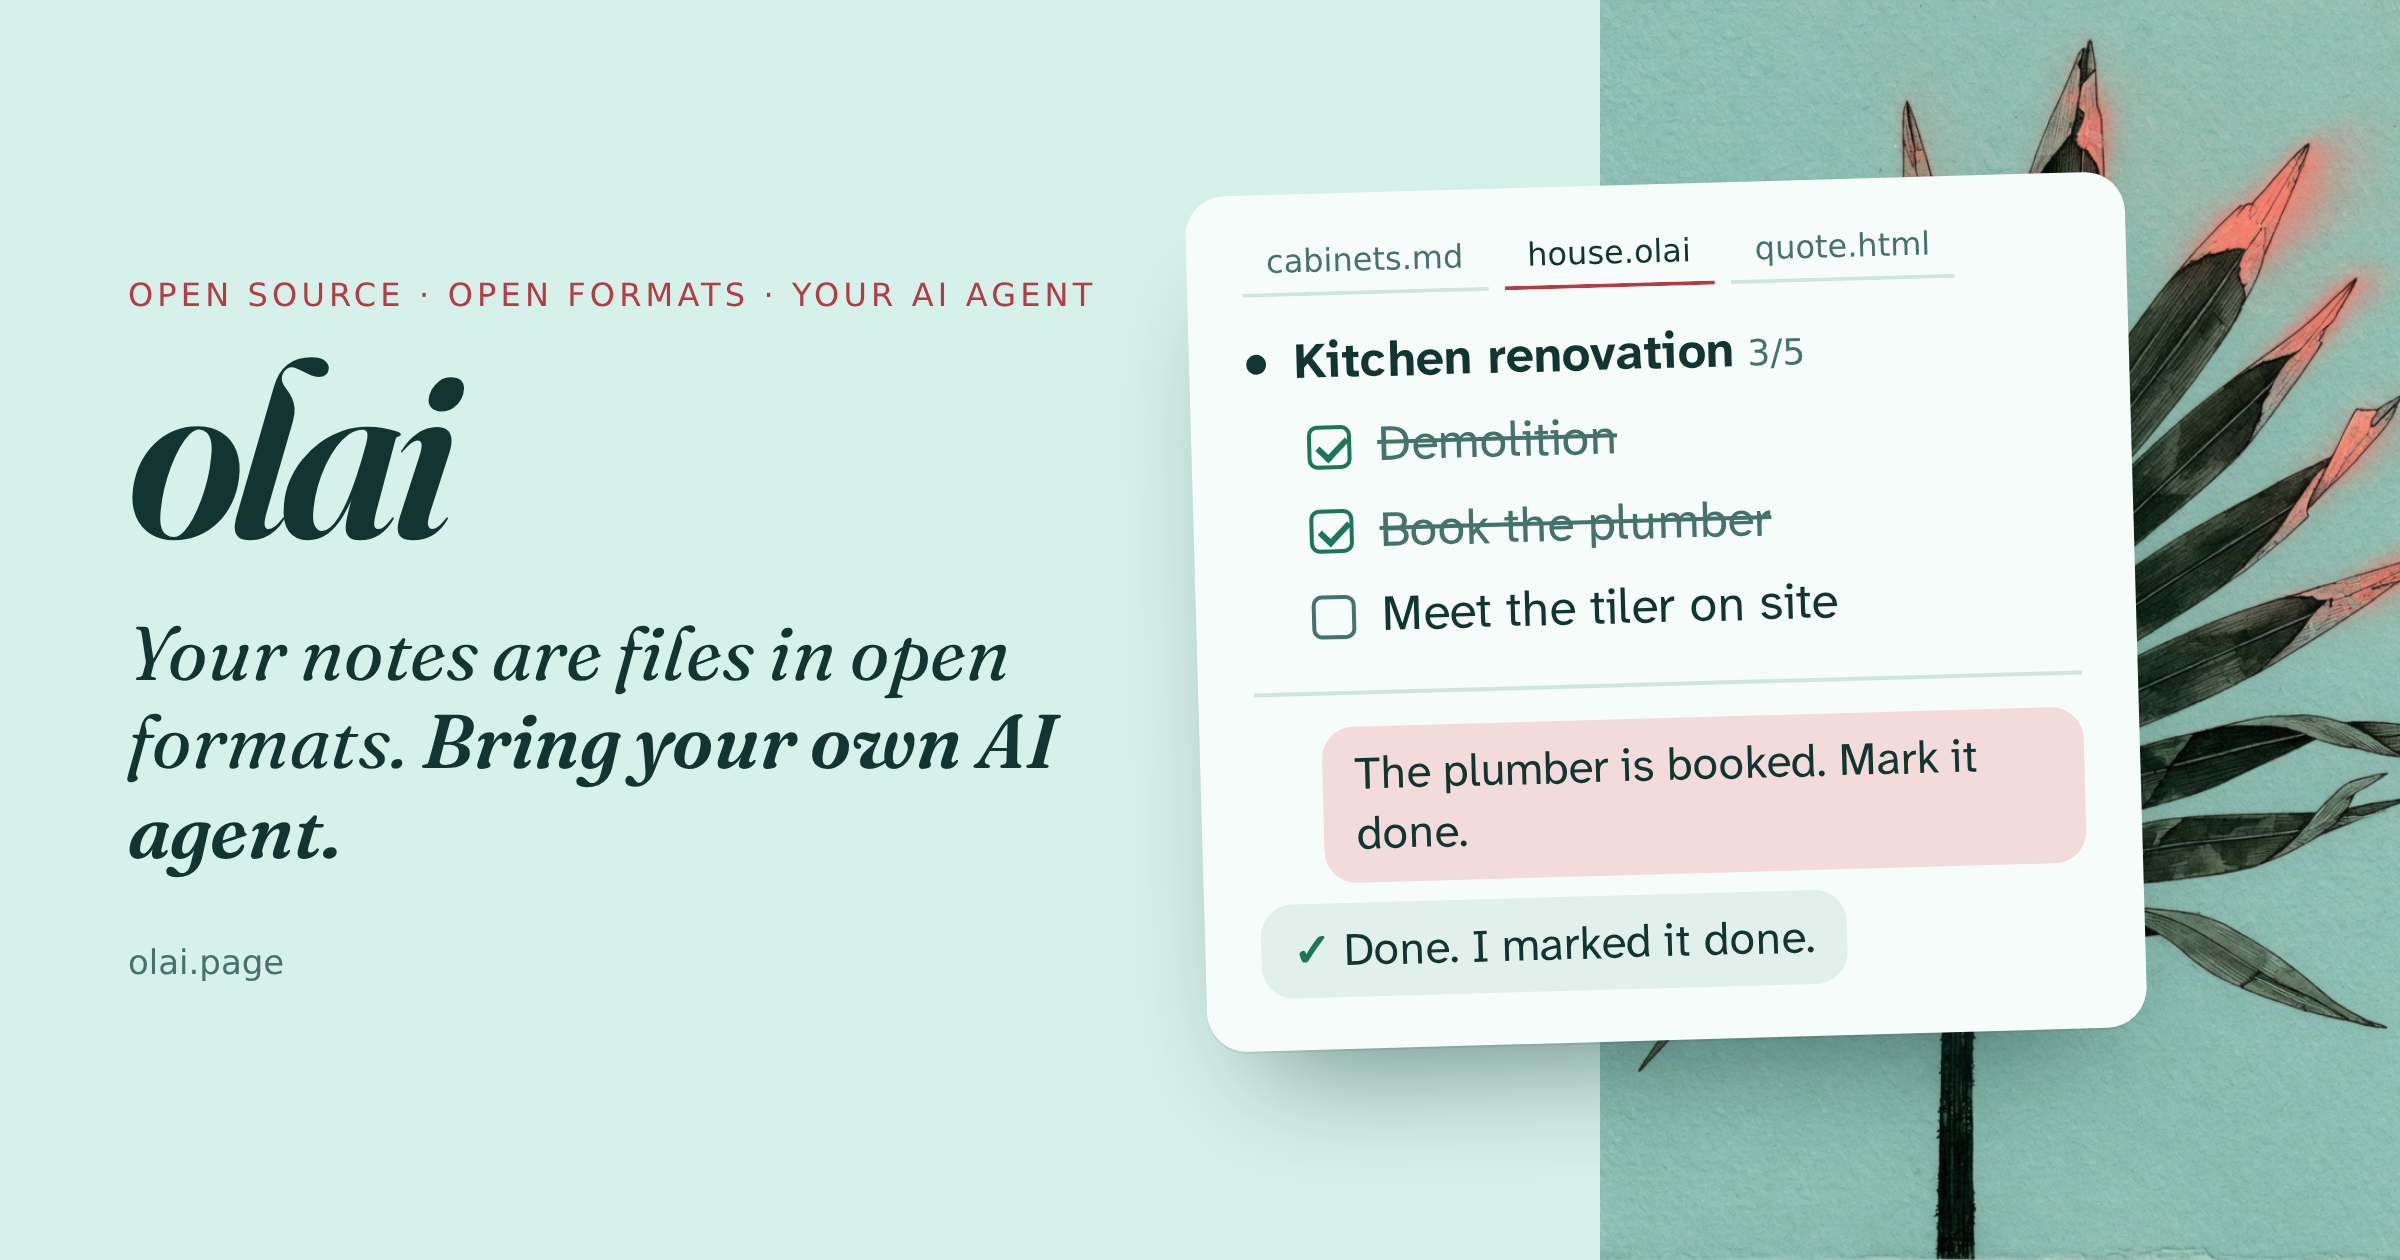 OPEN SOURCE · OPEN FORMATS · YOUR AI AGENT
olai
Your notes are files in open
formats. Bring your own AI
agent.
olai.page
cabinets.md house.olai quote.html
Kitchen renovation 3/5
Demolition
Book the plumber
Meet the tiler on site
The plumber is booked. Mark it
done.
✓ Done. I marked it done.